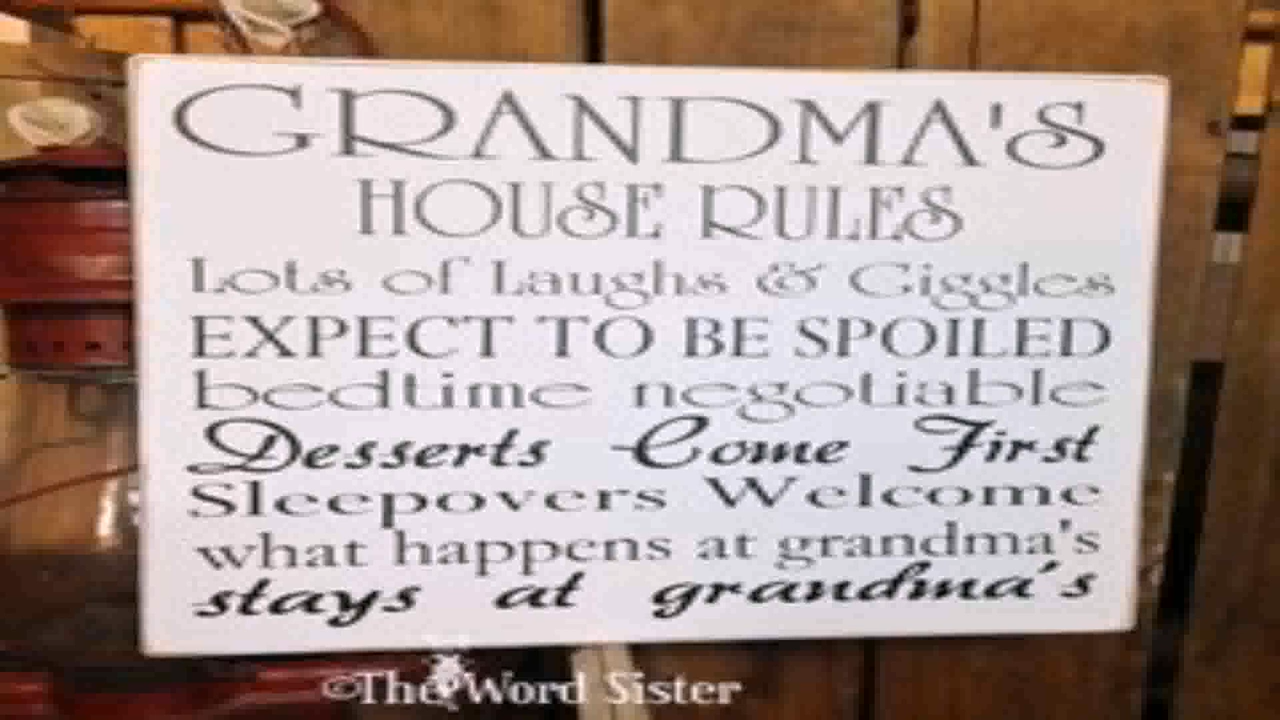 GRANDMA'S
HOUSE RULES
Lots of Laughs & Giggles
EXPECT TO BE SPOILED
bedtime negotiable
Desserts Come First
Sleepovers Welcome
what happens at grandma's
stays at grandma's
©The Word Sister